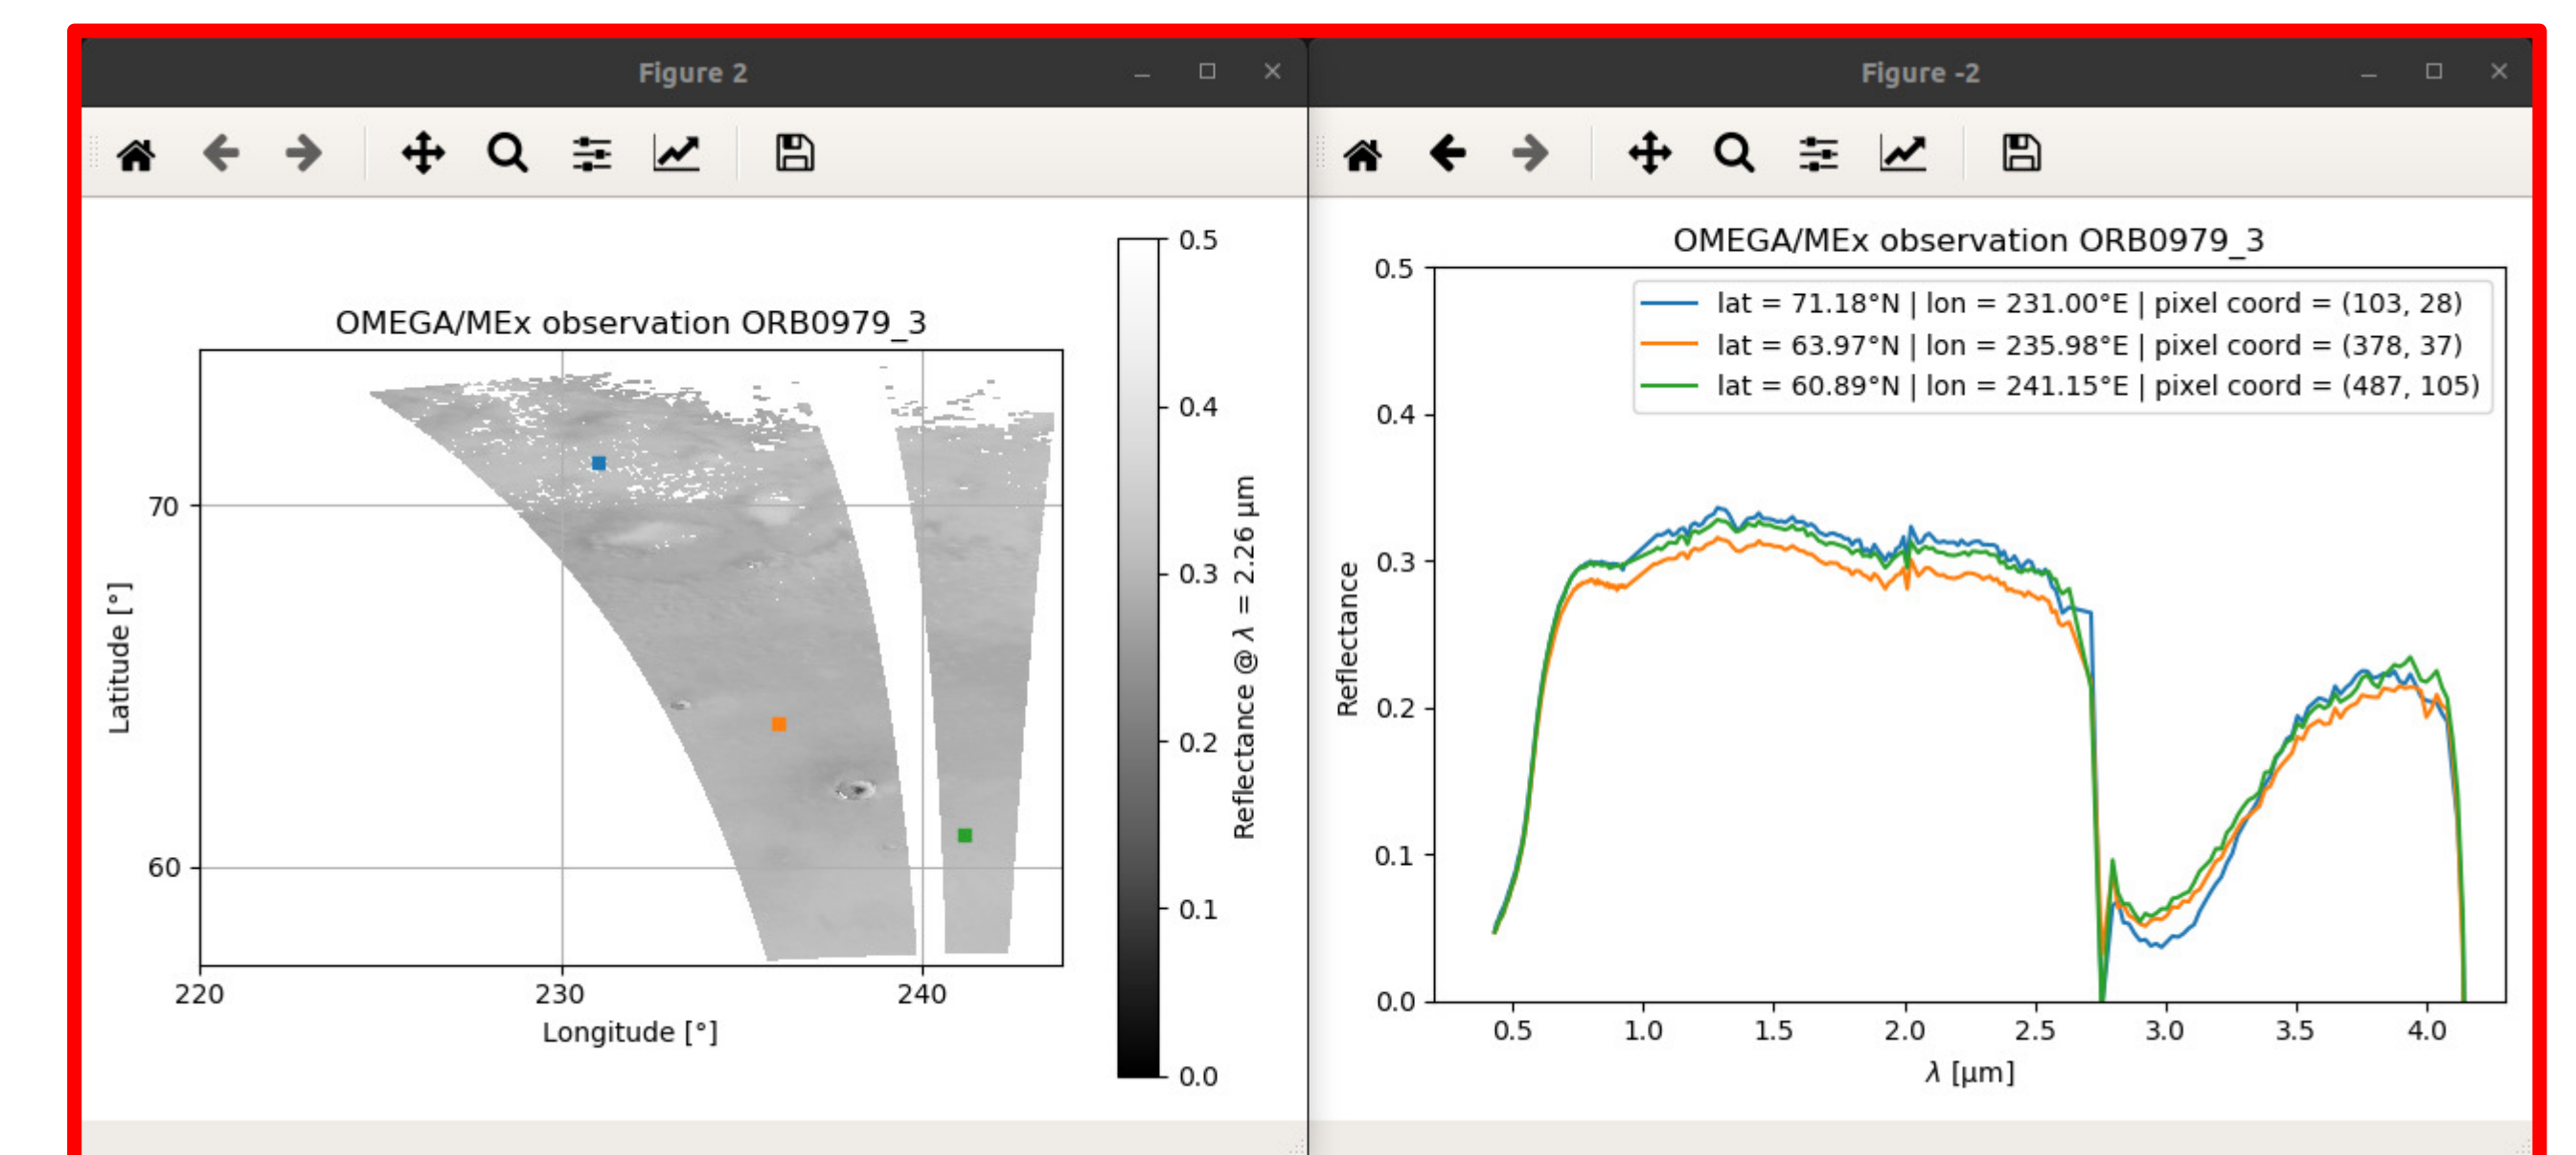 Figure 2
OMEGA/MEx observation ORB0979_3
Latitude [°]
70
60
220
230
240
Longitude [°]
0.5
0.4
0.3
0.2
0.1
0.0
Reflectance @ λ = 2.26 µm
Figure -2
OMEGA/MEx observation ORB0979_3
lat = 71.18°N | lon = 231.00°E | pixel coord = (103, 28)
lat = 63.97°N | lon = 235.98°E | pixel coord = (378, 37)
lat = 60.89°N | lon = 241.15°E | pixel coord = (487, 105)
Reflectance
0.5
0.4
0.3
0.2
0.1
0.0
0.5
1.0
1.5
2.0
2.5
3.0
3.5
4.0
λ [µm]